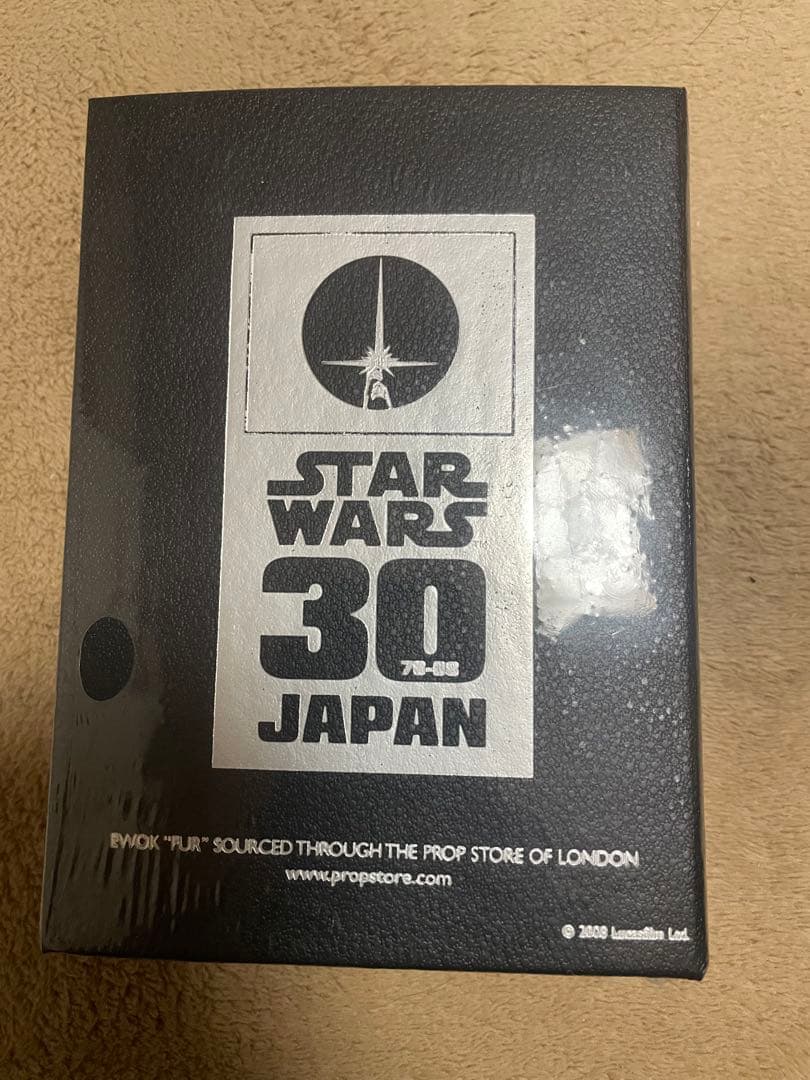 STAR
WARS
30
78-08
JAPAN
EWOK "FUR" SOURCED THROUGH THE PROP STORE OF LONDON
www.propstore.com
© 2008 Lucasfilm Ltd.